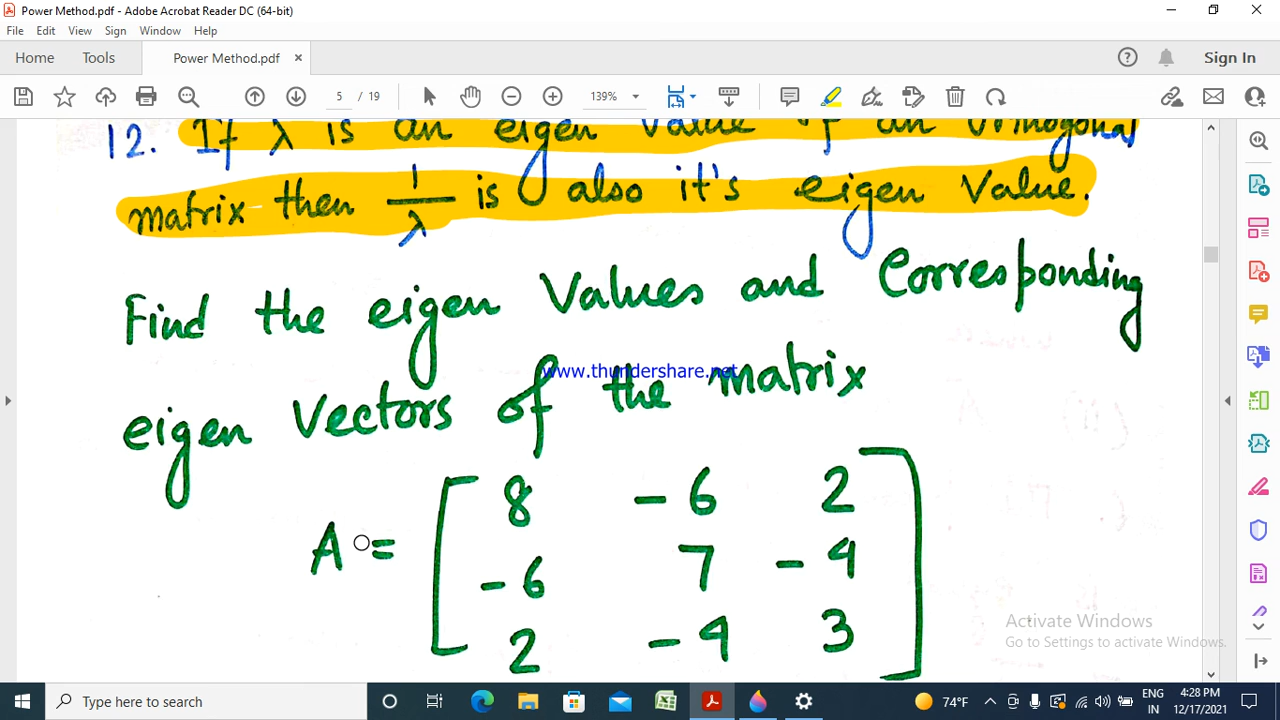 Power Method.pdf - Adobe Acrobat Reader DC (64-bit)
File Edit View Sign Window Help
Home Tools Power Method.pdf × Sign In
5 / 19 139%
12. If λ is an eigen value of an orthogonal
matrix then 1/λ is also it's eigen Value.
Find the eigen Values and Corresponding
www.thundershare.net
eigen Vectors of the matrix
A = [ 8 - 6 2
- 6 7 - 4
2 - 4 3 ]
Activate Windows
Go to Settings to activate Windows.
Type here to search
74°F
ENG
IN
4:28 PM
12/17/2021